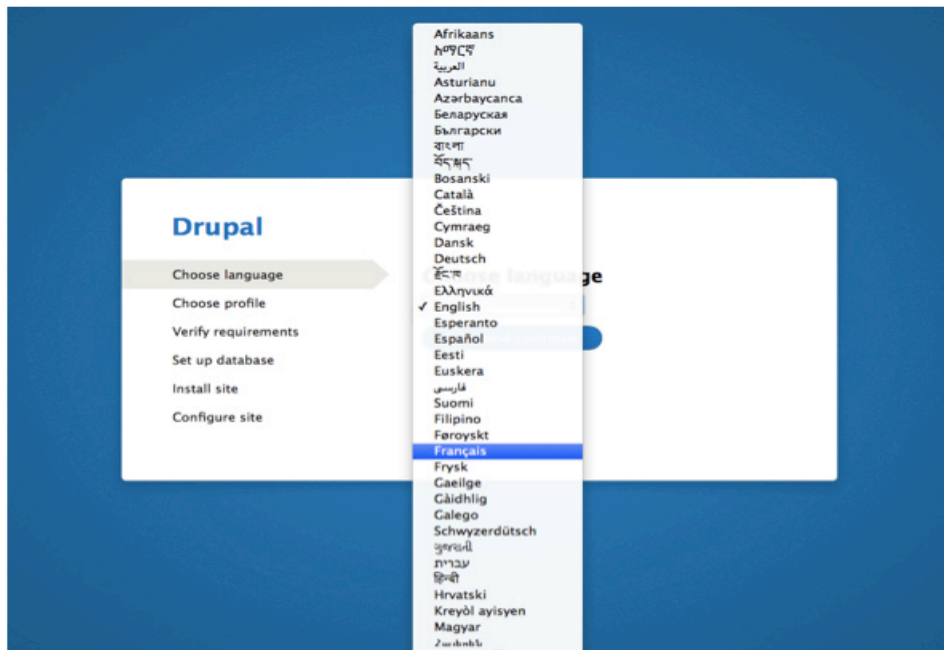 Drupal
Choose language
Choose profile
Verify requirements
Set up database
Install site
Configure site
Choose language
Afrikaans
አማርኛ
العربية
Asturianu
Azərbaycanca
Беларуская
Български
বাংলা
བོད་སྐད་
Bosanski
Català
Čeština
Cymraeg
Dansk
Deutsch
རྫོང་ཁ
Ελληνικά
✓ English
Esperanto
Español
Eesti
Euskera
فارسی
Suomi
Filipino
Føroyskt
Français
Frysk
Gaeilge
Gàidhlig
Galego
Schwyzerdütsch
ગુજરાતી
עברית
हिन्दी
Hrvatski
Kreyòl ayisyen
Magyar